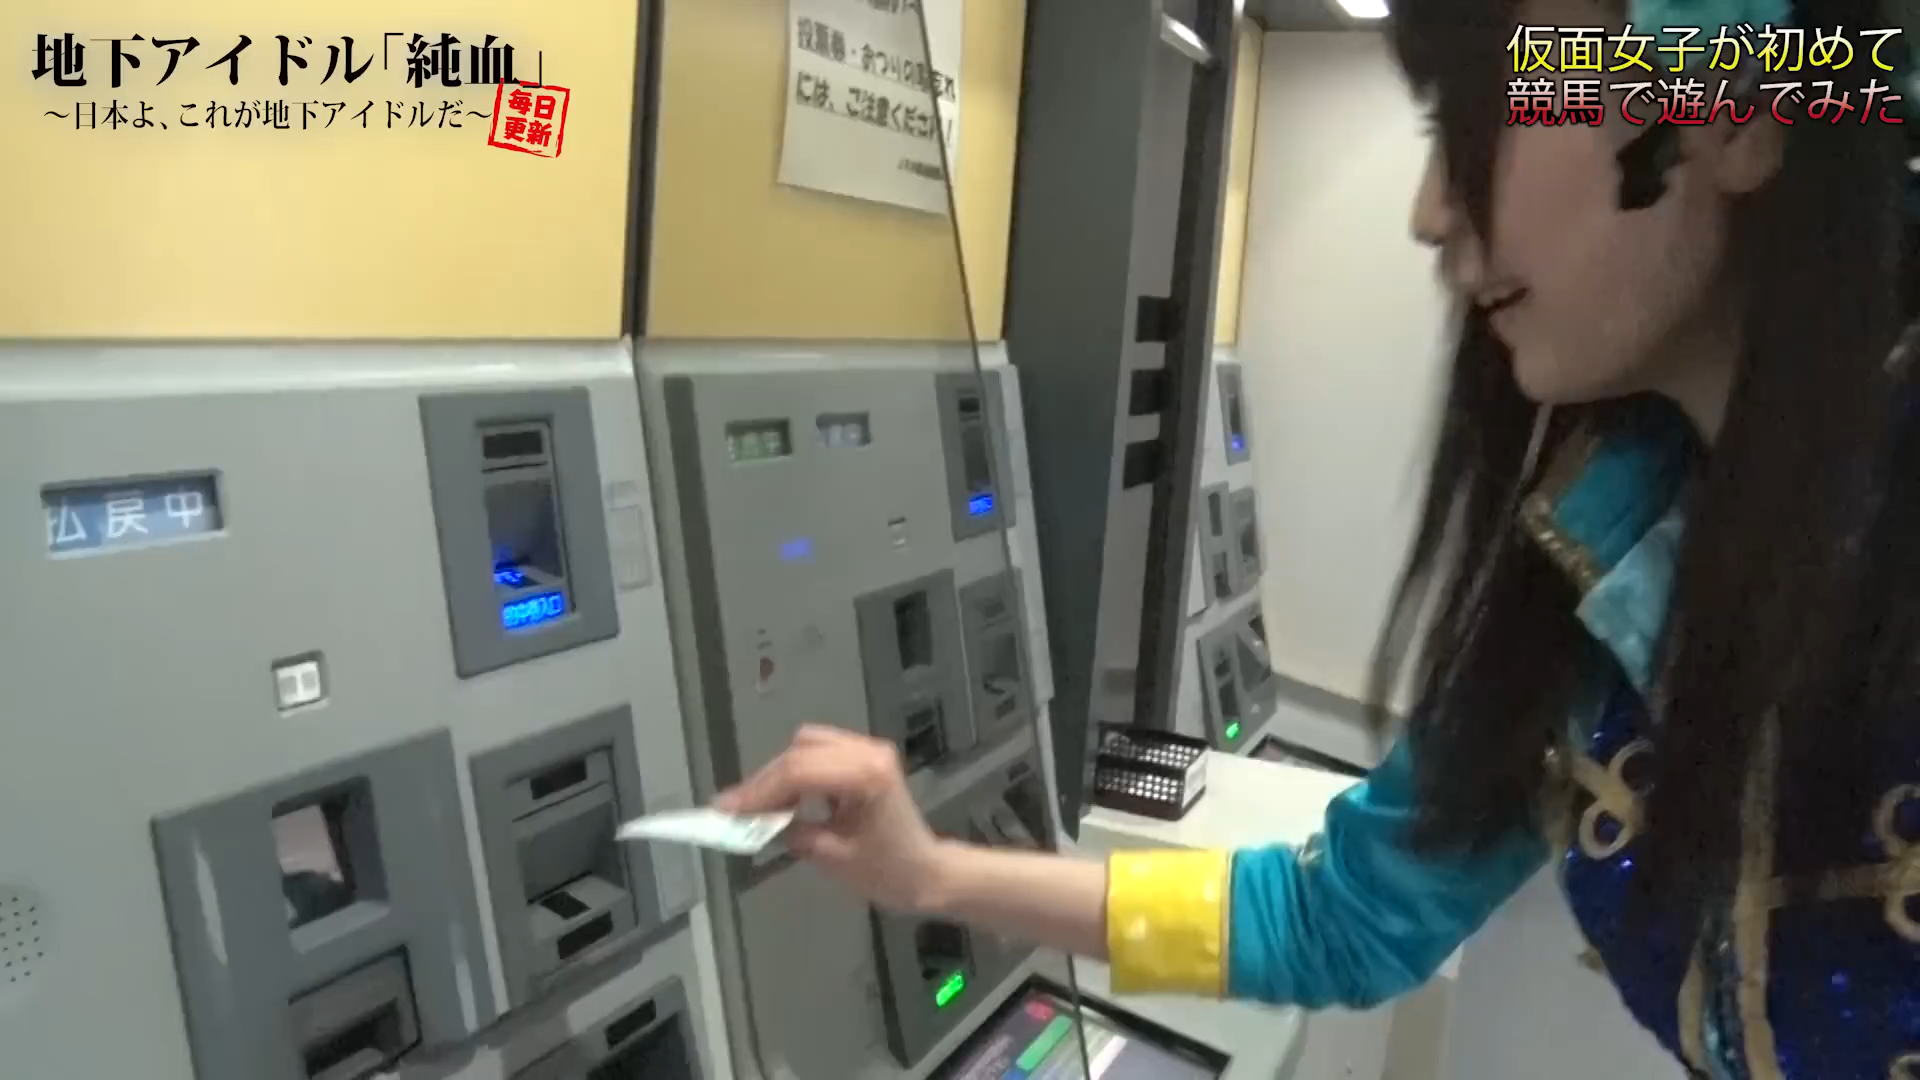 地下アイドル「純血」
～日本よ、これが地下アイドルだ～
毎日
更新
仮面女子が初めて
競馬で遊んでみた
投票券・おつりの取忘れ
には、ご注意ください！
払戻中